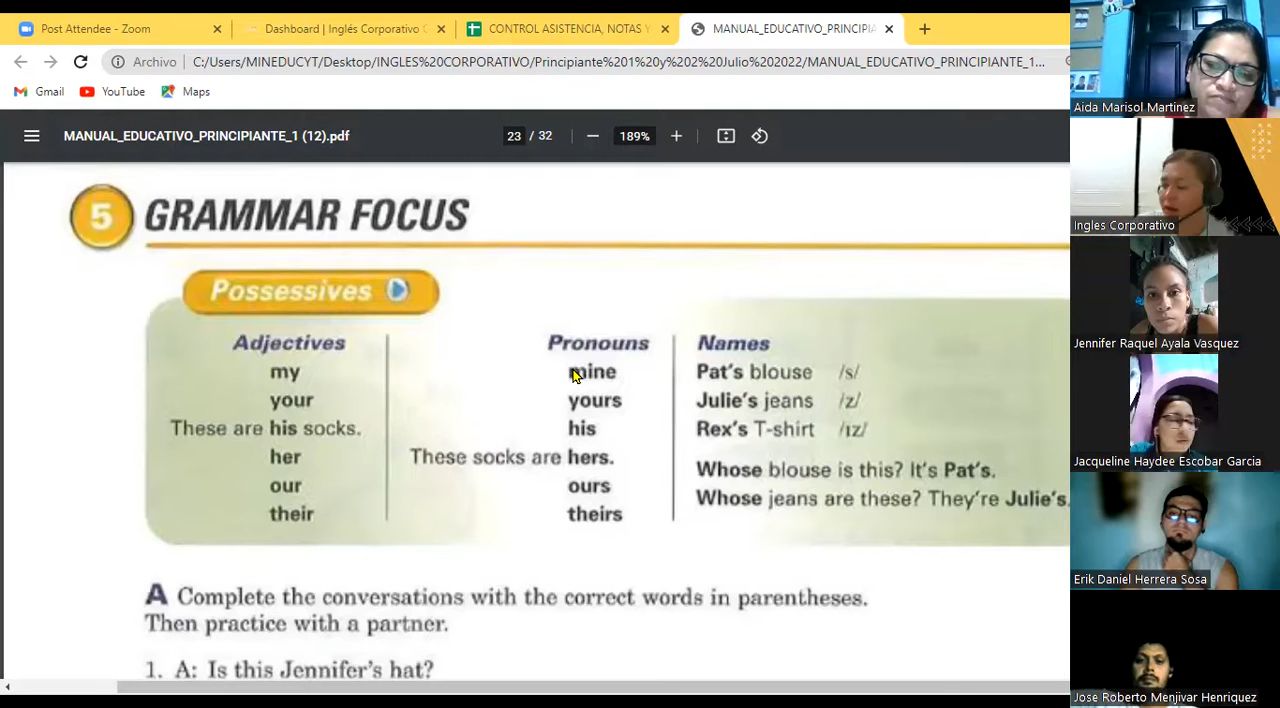 Post Attendee - Zoom
Dashboard | Inglés Corporativo
CONTROL ASISTENCIA, NOTAS Y
MANUAL_EDUCATIVO_PRINCIPIA
Archivo
C:/Users/MINEDUCYT/Desktop/INGLES%20CORPORATIVO/Principiante%201%20y%202%20Julio%202022/MANUAL_EDUCATIVO_PRINCIPIANTE_1...
Gmail
YouTube
Maps
MANUAL_EDUCATIVO_PRINCIPIANTE_1 (12).pdf
23 / 32
189%
5 GRAMMAR FOCUS
Possessives
Adjectives
my
your
These are his socks.
her
our
their
Pronouns
mine
yours
his
These socks are hers.
ours
theirs
Names
Pat's blouse /s/
Julie's jeans /z/
Rex's T-shirt /ɪz/
Whose blouse is this? It's Pat's.
Whose jeans are these? They're Julie's.
A Complete the conversations with the correct words in parentheses.
Then practice with a partner.
1. A: Is this Jennifer's hat?
Aida Marisol Martinez
Ingles Corporativo
Jennifer Raquel Ayala Vasquez
Jacqueline Haydee Escobar Garcia
Erik Daniel Herrera Sosa
Jose Roberto Menjivar Henriquez